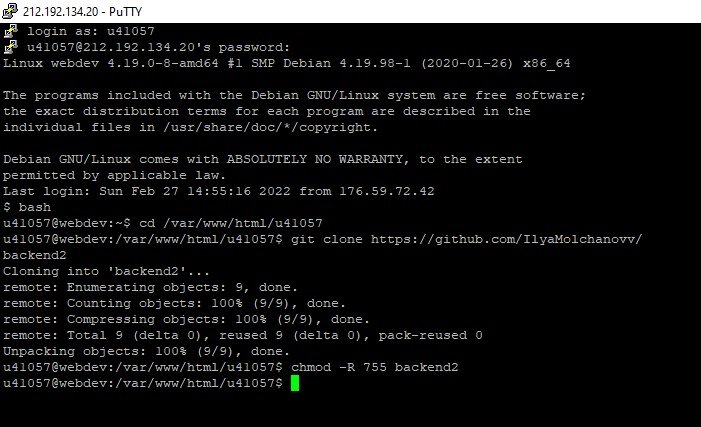 212.192.134.20 - PuTTY
login as: u41057
u41057@212.192.134.20's password:
Linux webdev 4.19.0-8-amd64 #1 SMP Debian 4.19.98-1 (2020-01-26) x86_64
The programs included with the Debian GNU/Linux system are free software;
the exact distribution terms for each program are described in the
individual files in /usr/share/doc/*/copyright.
Debian GNU/Linux comes with ABSOLUTELY NO WARRANTY, to the extent
permitted by applicable law.
Last login: Sun Feb 27 14:55:16 2022 from 176.59.72.42
$ bash
u41057@webdev:~$ cd /var/www/html/u41057
u41057@webdev:/var/www/html/u41057$ git clone https://github.com/IlyaMolchanovv/
backend2
Cloning into 'backend2'...
remote: Enumerating objects: 9, done.
remote: Counting objects: 100% (9/9), done.
remote: Compressing objects: 100% (9/9), done.
remote: Total 9 (delta 0), reused 9 (delta 0), pack-reused 0
Unpacking objects: 100% (9/9), done.
u41057@webdev:/var/www/html/u41057$ chmod -R 755 backend2
u41057@webdev:/var/www/html/u41057$